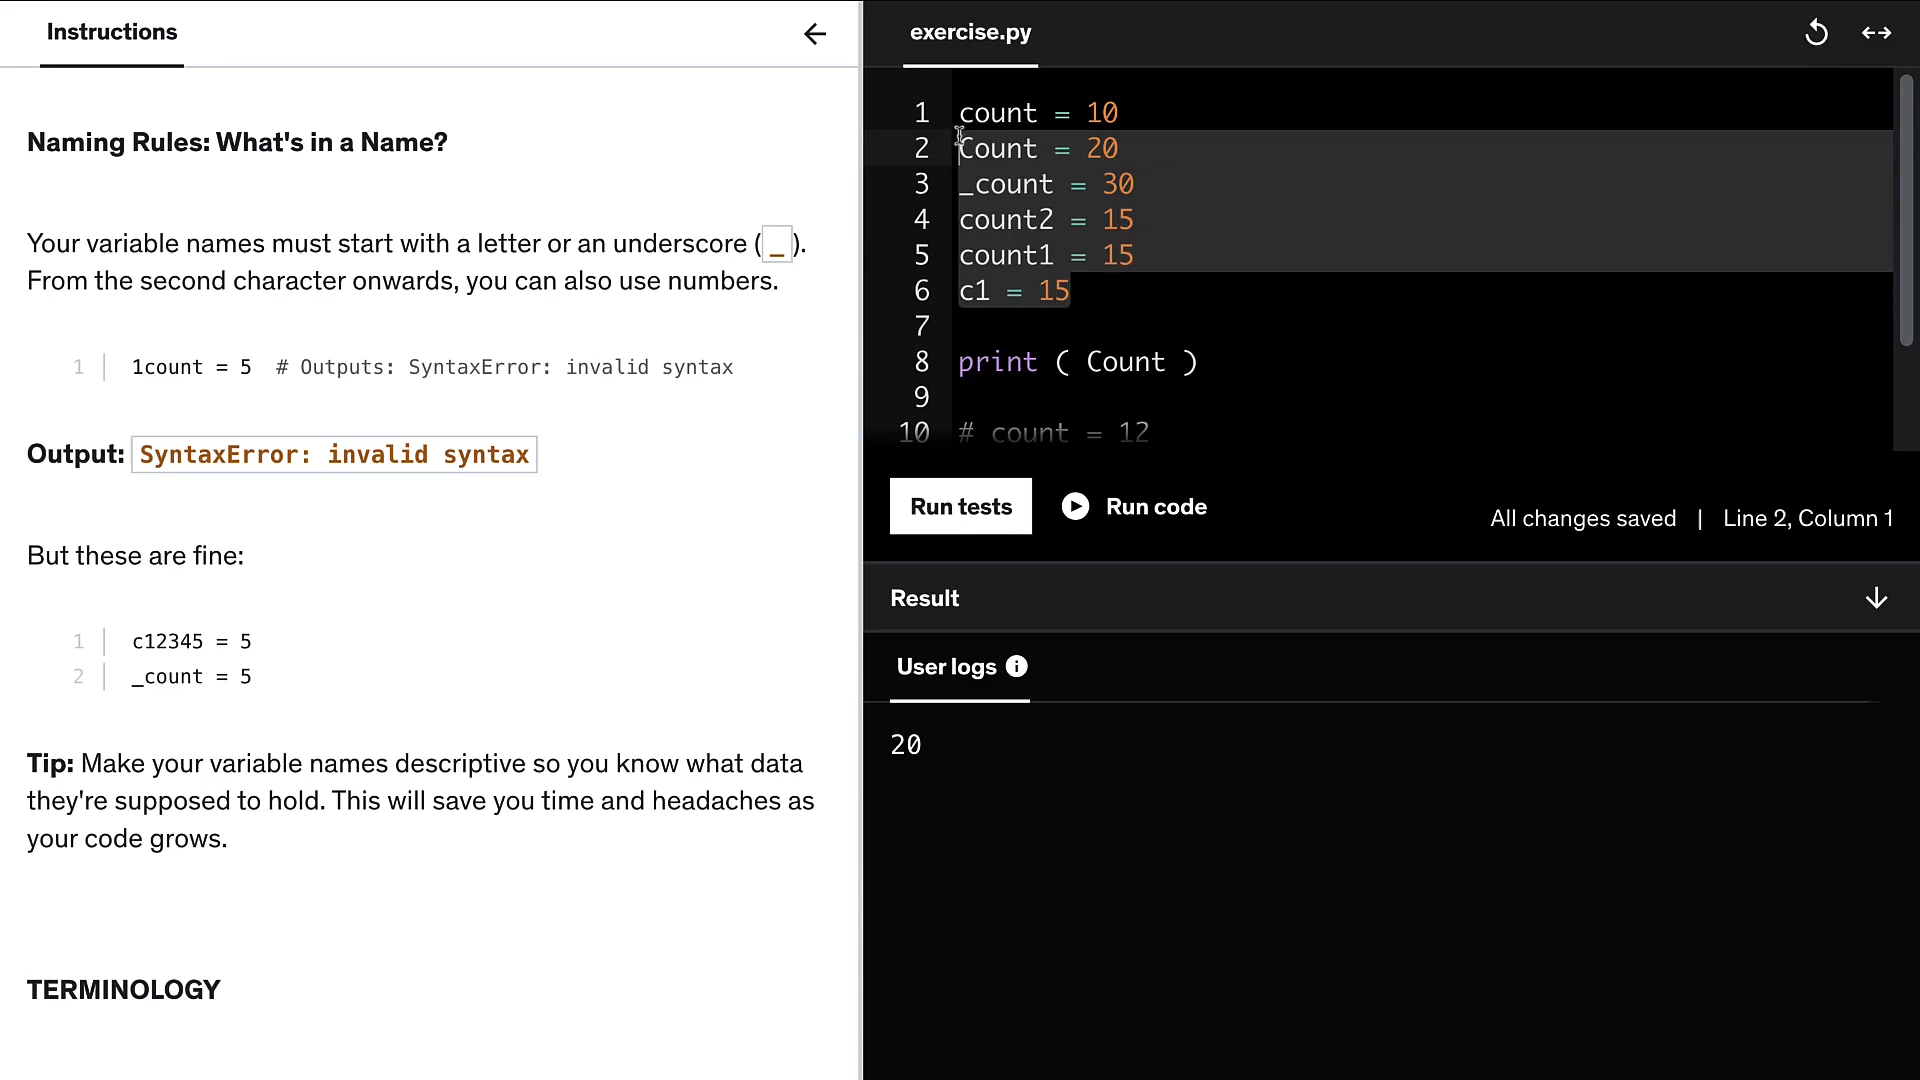 Instructions
Naming Rules: What's in a Name?
Your variable names must start with a letter or an underscore (_).
From the second character onwards, you can also use numbers.
1 1count = 5 # Outputs: SyntaxError: invalid syntax
Output: SyntaxError: invalid syntax
But these are fine:
1 c12345 = 5
2 _count = 5
Tip: Make your variable names descriptive so you know what data
they're supposed to hold. This will save you time and headaches as
your code grows.
TERMINOLOGY
exercise.py
1 count = 10
2 Count = 20
3 _count = 30
4 count2 = 15
5 count1 = 15
6 c1 = 15
7
8 print ( Count )
9
10 # count = 12
Run tests
Run code
All changes saved | Line 2, Column 1
Result
User logs
20